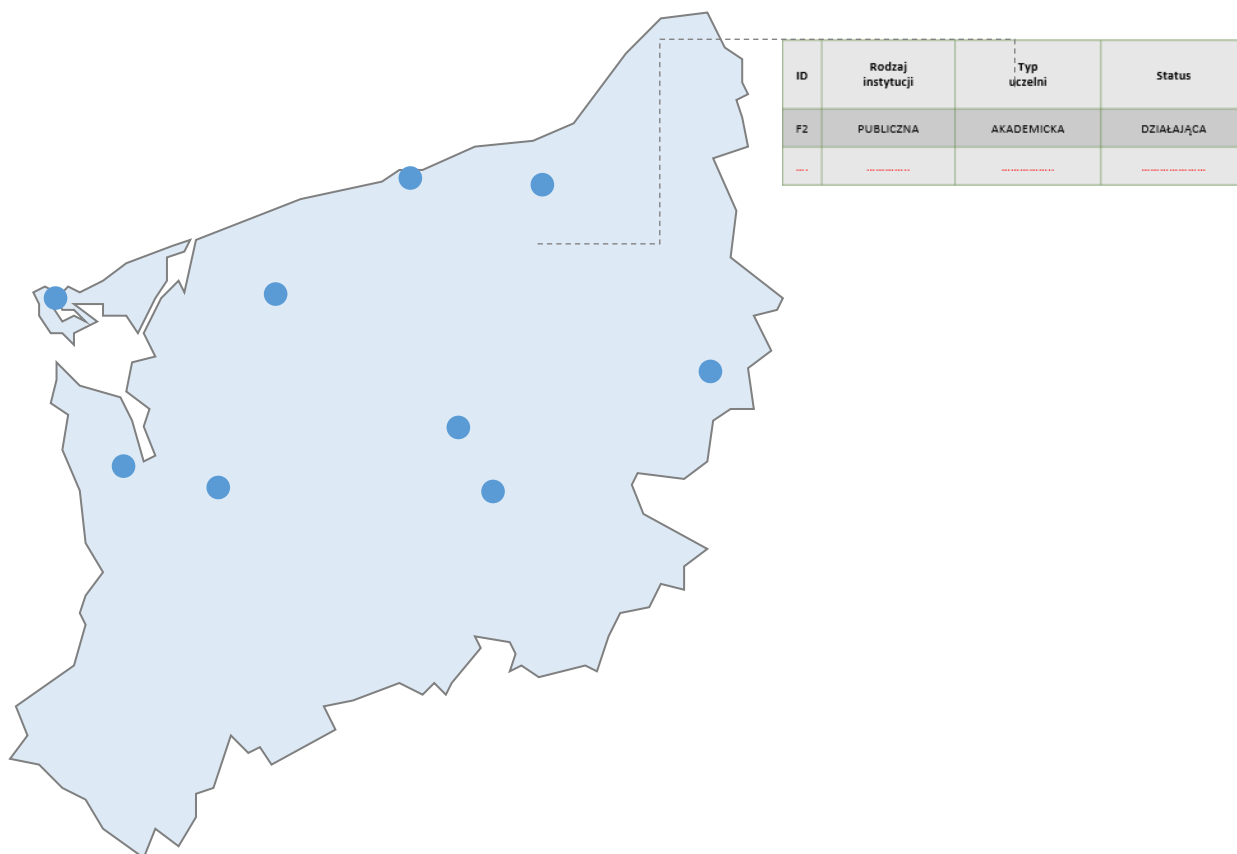 ID Rodzaj instytucji Typ uczelni Status
F2 PUBLICZNA AKADEMICKA DZIAŁAJĄCA
.... .............. ................. .....................